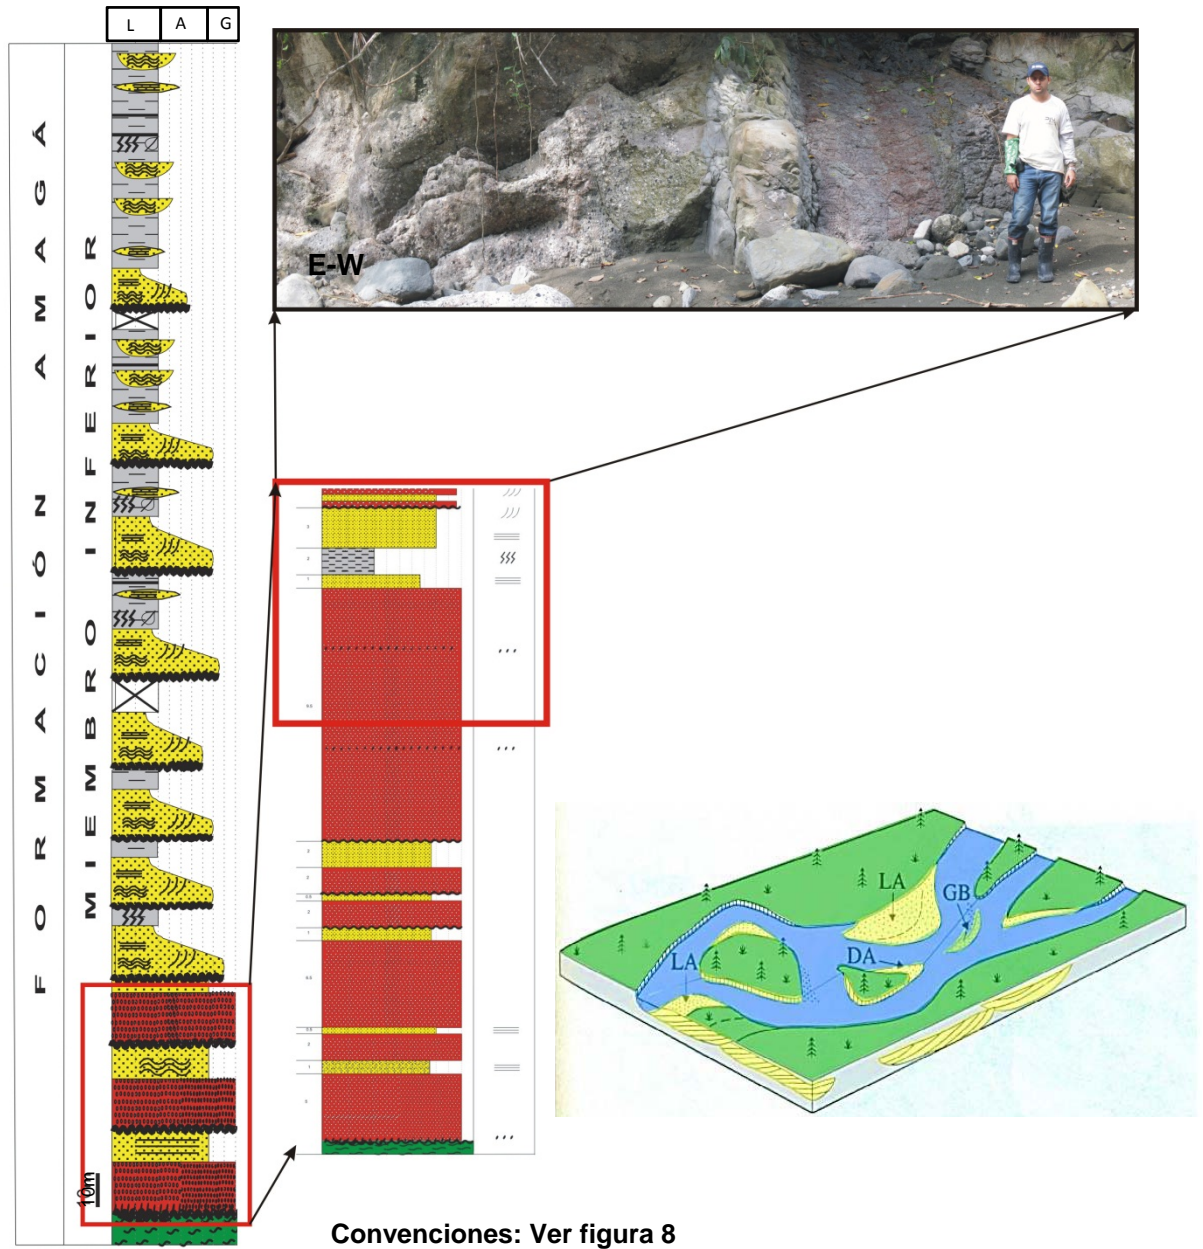 L A G
FORMACIÓN AMAGÁ
MIEMBRO INFERIOR
E-W
LA
GB
DA
LA
10m
Convenciones: Ver figura 8